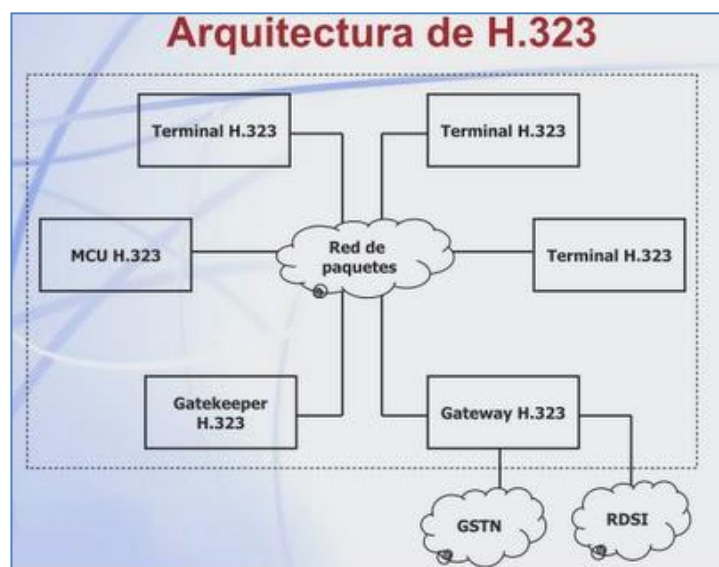 Arquitectura de H.323
Terminal H.323
Terminal H.323
MCU H.323
Red de
paquetes
Terminal H.323
Gatekeeper
H.323
Gateway H.323
GSTN
RDSI